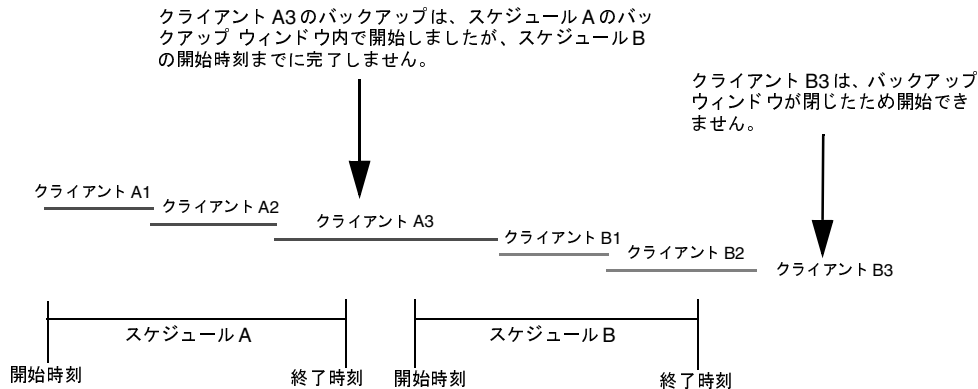 クライアント A3 のバックアップは、スケジュール A のバッ
クアップ ウィンドウ内で開始しましたが、スケジュール B
の開始時刻までに完了しません。
クライアント B3 は、バックアップ
ウィンドウが閉じたため開始でき
ません。
クライアント A1
クライアント A2
クライアント A3
クライアント B1
クライアント B2
クライアント B3
スケジュール A
スケジュール B
開始時刻
終了時刻
開始時刻
終了時刻